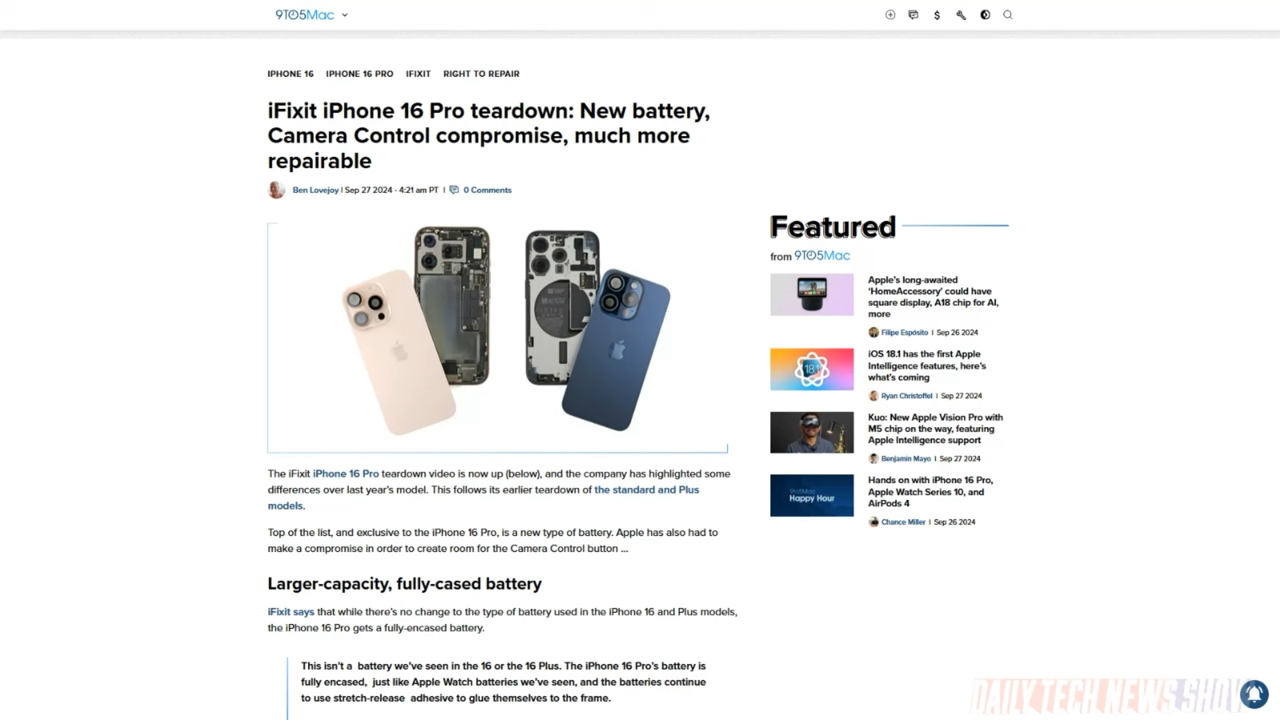 9TO5Mac
IPHONE 16 IPHONE 16 PRO IFIXIT RIGHT TO REPAIR
iFixit iPhone 16 Pro teardown: New battery,
Camera Control compromise, much more
repairable
Ben Lovejoy | Sep 27 2024 - 4:21 am PT | 0 Comments
The iFixit iPhone 16 Pro teardown video is now up (below), and the company has highlighted some
differences over last year's model. This follows its earlier teardown of the standard and Plus
models.
Top of the list, and exclusive to the iPhone 16 Pro, is a new type of battery. Apple has also had to
make a compromise in order to create room for the Camera Control button ...
Larger-capacity, fully-cased battery
iFixit says that while there's no change to the type of battery used in the iPhone 16 and Plus models,
the iPhone 16 Pro gets a fully-encased battery.
This isn't a battery we've seen in the 16 or the 16 Plus. The iPhone 16 Pro's battery is
fully encased, just like Apple Watch batteries we've seen, and the batteries continue
to use stretch-release adhesive to glue themselves to the frame.
Featured
from 9TO5Mac
Apple's long-awaited
'HomeAccessory' could have
square display, A18 chip for AI,
more
Filipe Espósito | Sep 26 2024
18.1
iOS 18.1 has the first Apple
Intelligence features, here's
what's coming
Ryan Christoffel | Sep 27 2024
Kuo: New Apple Vision Pro with
M5 chip on the way, featuring
Apple Intelligence support
Benjamin Mayo | Sep 27 2024
9to5Mac
Happy Hour
Hands on with iPhone 16 Pro,
Apple Watch Series 10, and
AirPods 4
Chance Miller | Sep 26 2024
DAILY TECH NEWS SHOW